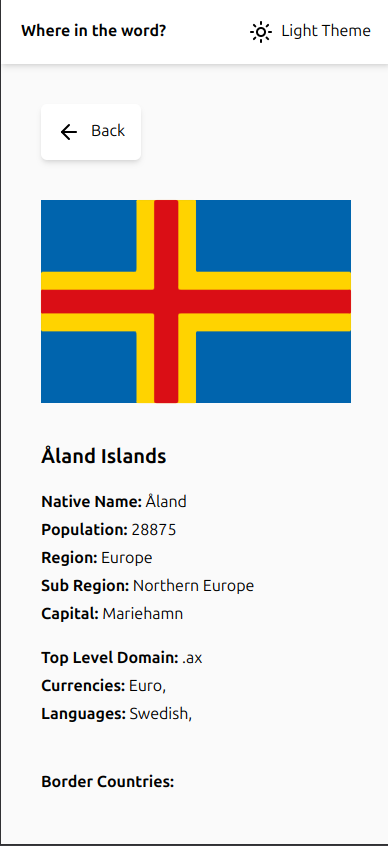 Where in the word?
Light Theme
Back
Åland Islands
Native Name: Åland
Population: 28875
Region: Europe
Sub Region: Northern Europe
Capital: Mariehamn
Top Level Domain: .ax
Currencies: Euro,
Languages: Swedish,
Border Countries: